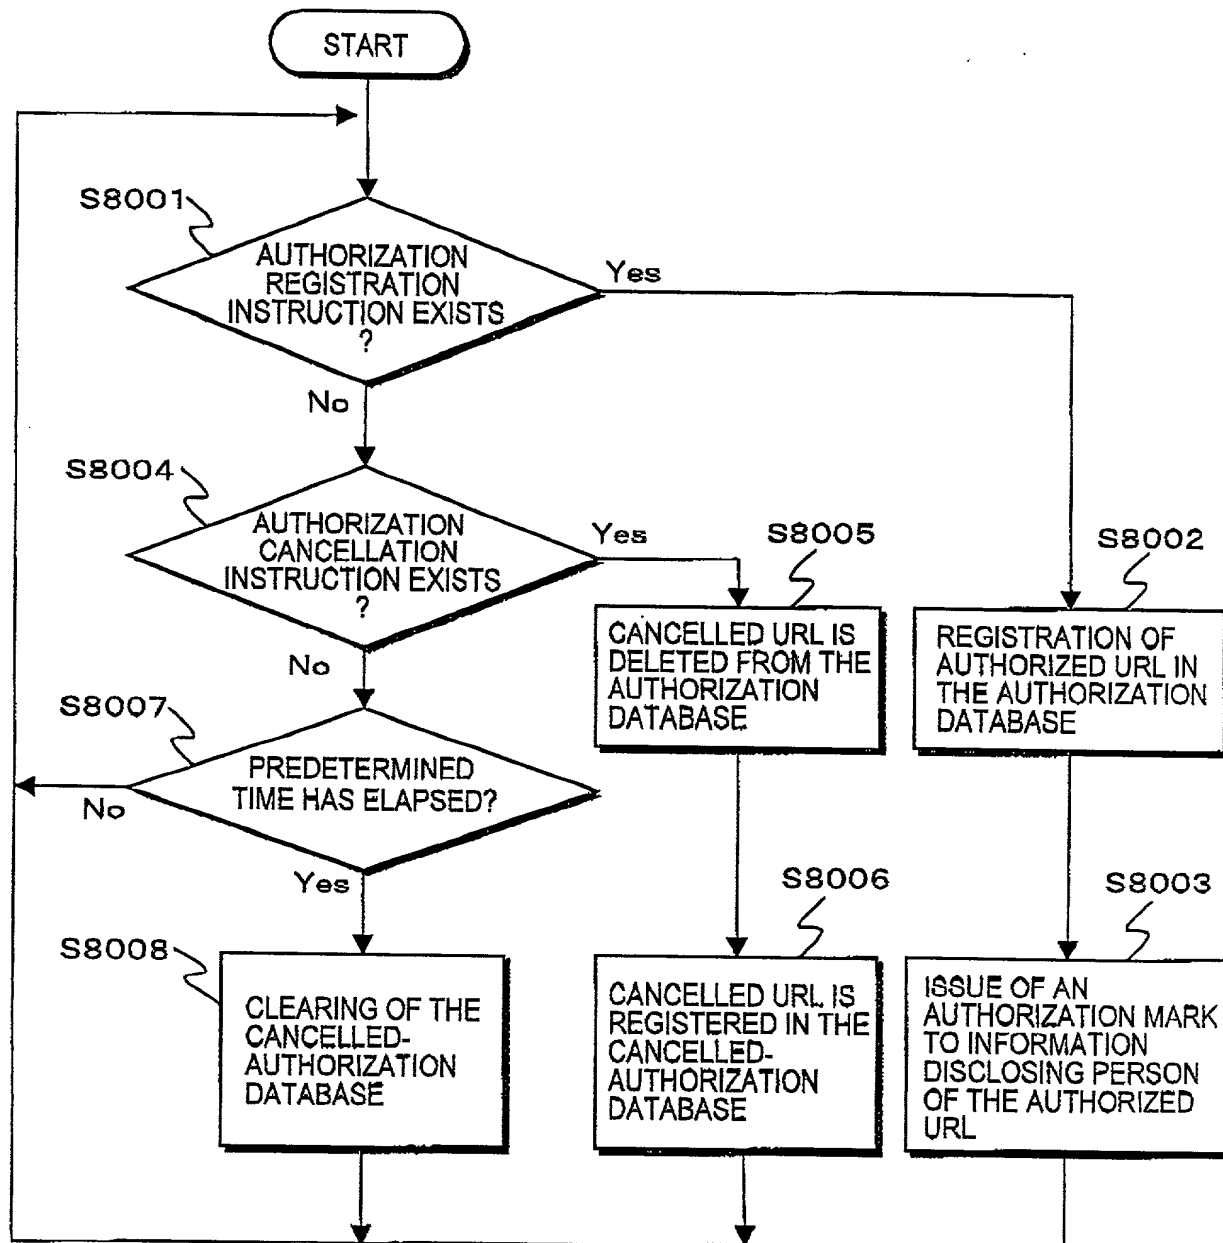 START
S8001
AUTHORIZATION
REGISTRATION
INSTRUCTION EXISTS
?
Yes
No
S8004
AUTHORIZATION
CANCELLATION
INSTRUCTION EXISTS
?
Yes
No
S8005
CANCELLED URL IS
DELETED FROM THE
AUTHORIZATION
DATABASE
S8002
REGISTRATION OF
AUTHORIZED URL IN
THE AUTHORIZATION
DATABASE
S8007
PREDETERMINED
TIME HAS ELAPSED?
No
Yes
S8008
CLEARING OF THE
CANCELLED-
AUTHORIZATION
DATABASE
S8006
CANCELLED URL IS
REGISTERED IN THE
CANCELLED-
AUTHORIZATION
DATABASE
S8003
ISSUE OF AN
AUTHORIZATION MARK
TO INFORMATION
DISCLOSING PERSON
OF THE AUTHORIZED
URL